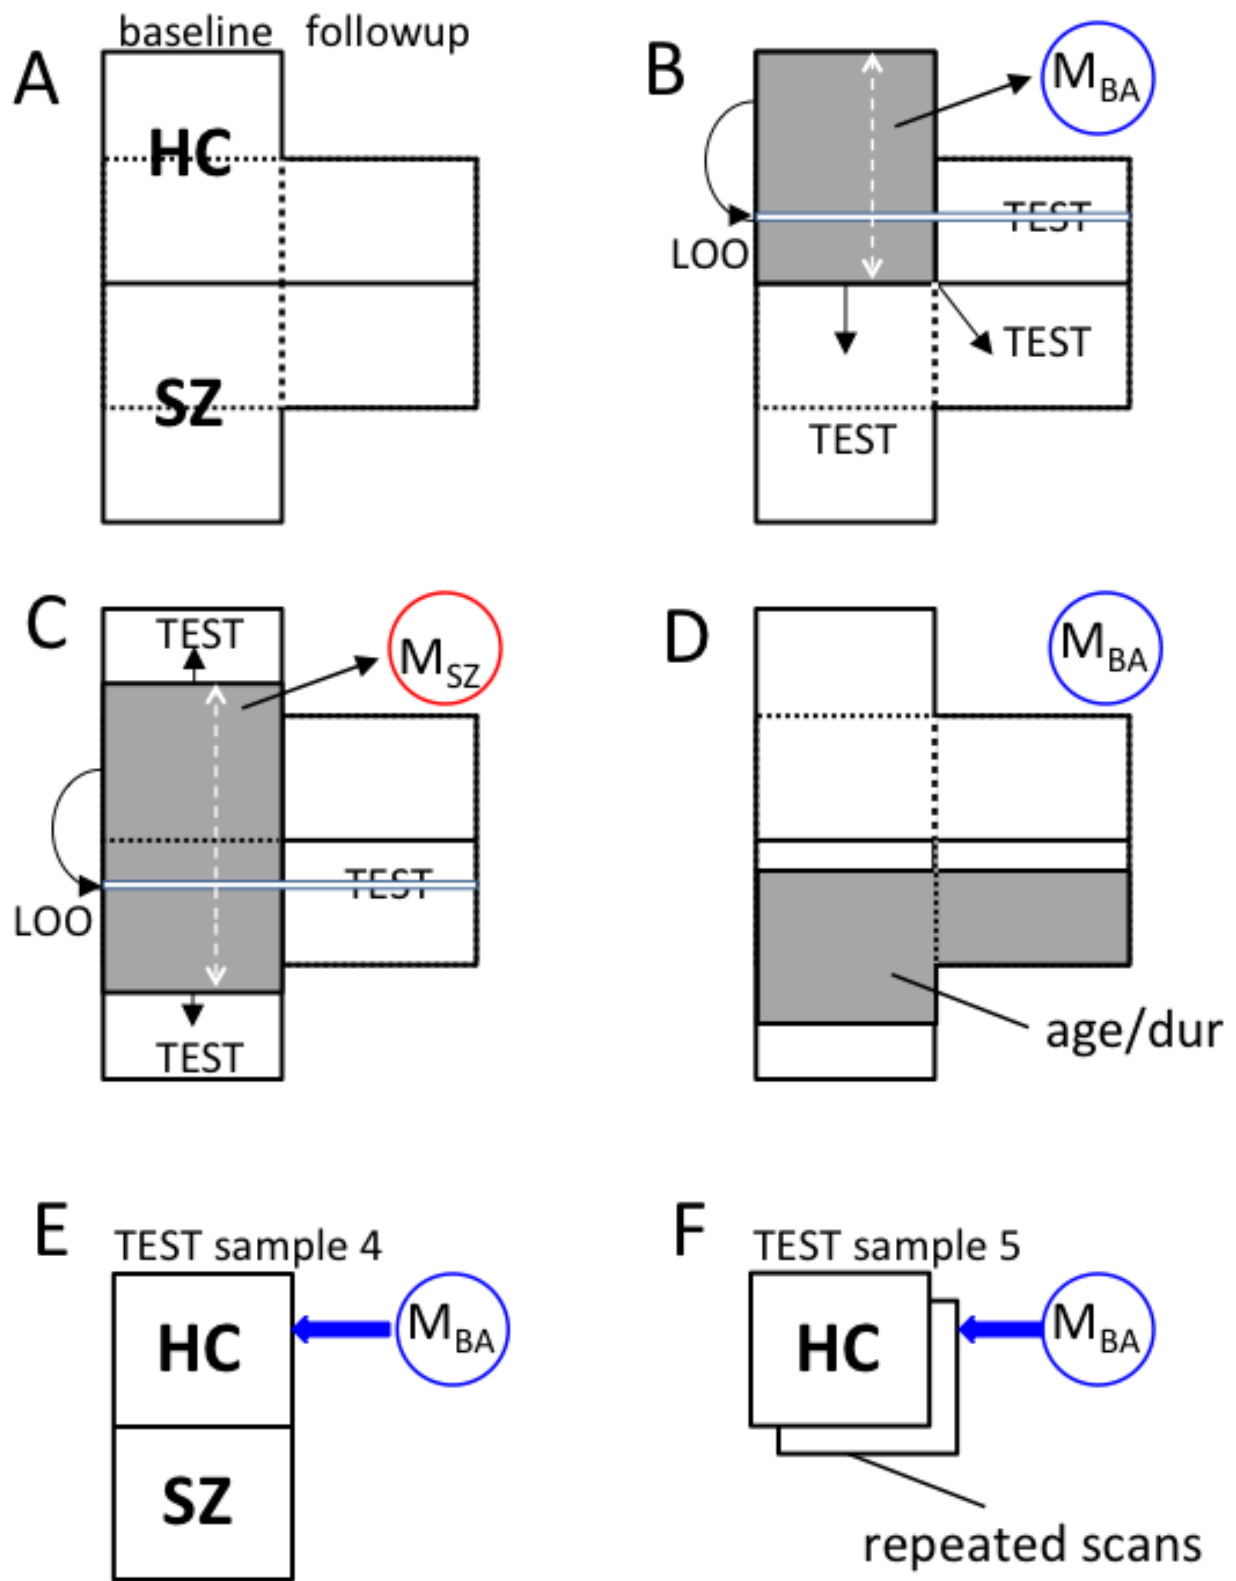 A
baseline followup
HC
SZ
B
M_BA
LOO
TEST
TEST
TEST
C
TEST
M_SZ
TEST
LOO
TEST
D
M_BA
age/dur
E
TEST sample 4
HC
M_BA
SZ
F
TEST sample 5
HC
M_BA
repeated scans